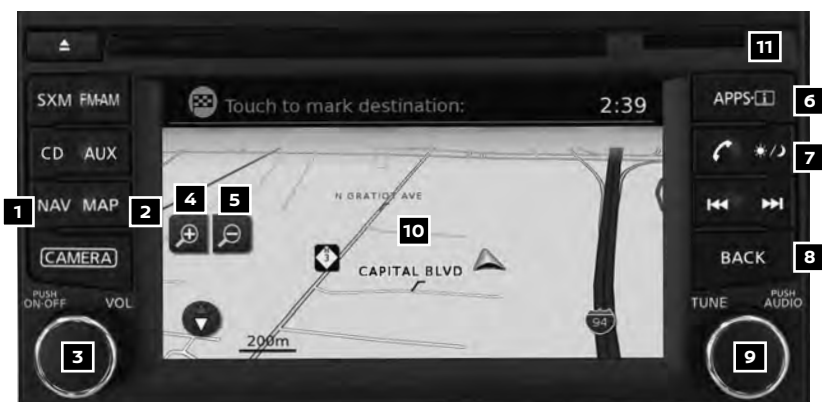 11
SXM FM·AM
CD AUX
1 NAV MAP 2
CAMERA
PUSH
ON·OFF VOL
3
Touch to mark destination: 2:39
4 5
N GRATIOT AVE
10
3
CAPITAL BLVD
94
200m
APPS·i 6
7
BACK 8
TUNE PUSH
AUDIO
9